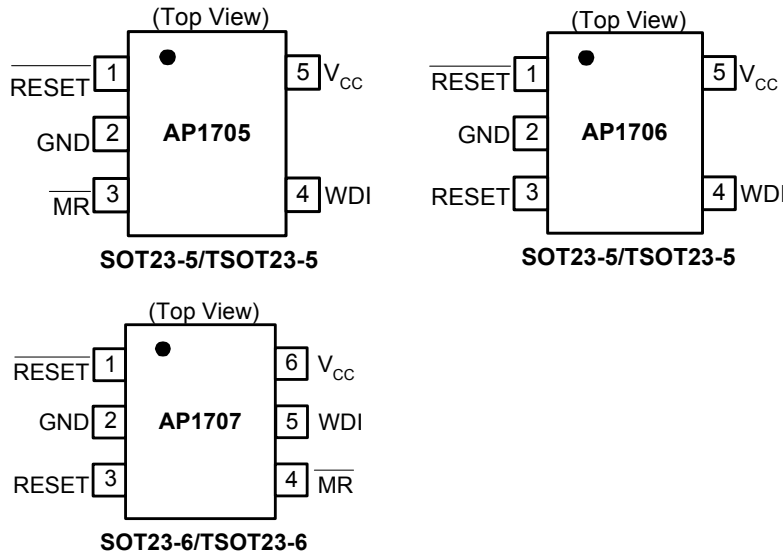 (Top View)
RESET 1
5 VCC
GND 2
AP1705
MR 3
4 WDI
SOT23-5/TSOT23-5
(Top View)
RESET 1
5 VCC
GND 2
AP1706
RESET 3
4 WDI
SOT23-5/TSOT23-5
(Top View)
RESET 1
6 VCC
GND 2
AP1707
5 WDI
RESET 3
4 MR
SOT23-6/TSOT23-6